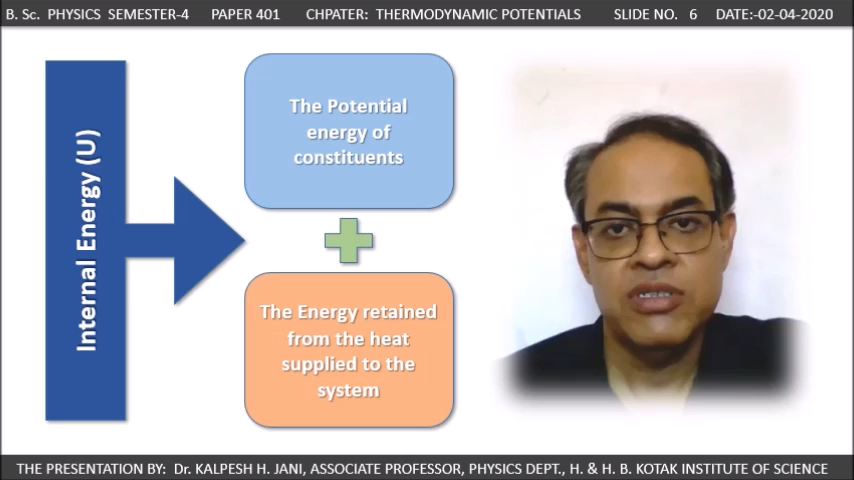 B. Sc. PHYSICS SEMESTER-4 PAPER 401 CHPATER: THERMODYNAMIC POTENTIALS SLIDE NO. 6 DATE:-02-04-2020
Internal Energy (U)
The Potential
energy of
constituents
The Energy retained
from the heat
supplied to the
system
THE PRESENTATION BY: Dr. KALPESH H. JANI, ASSOCIATE PROFESSOR, PHYSICS DEPT., H. & H. B. KOTAK INSTITUTE OF SCIENCE